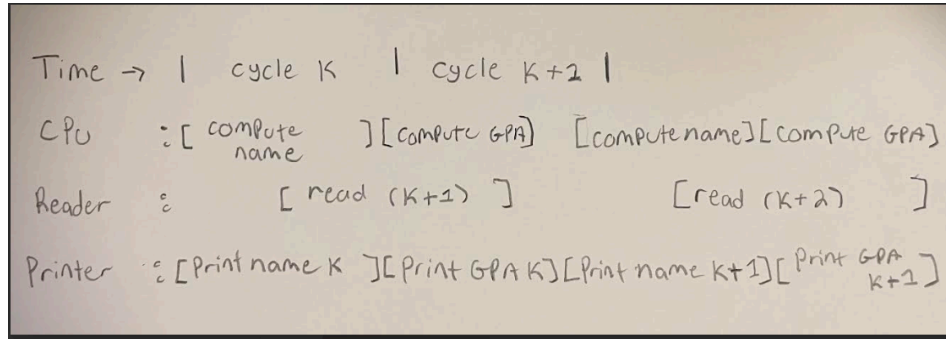 Time → | cycle K | cycle K+2 |
CPU : [ compute name ] [compute GPA] [compute name] [compute GPA]
Reader : [ read (K+1) ] [read (K+2) ]
Printer : [Print name K ] [Print GPA K] [Print name K+1] [Print GPA K+1]